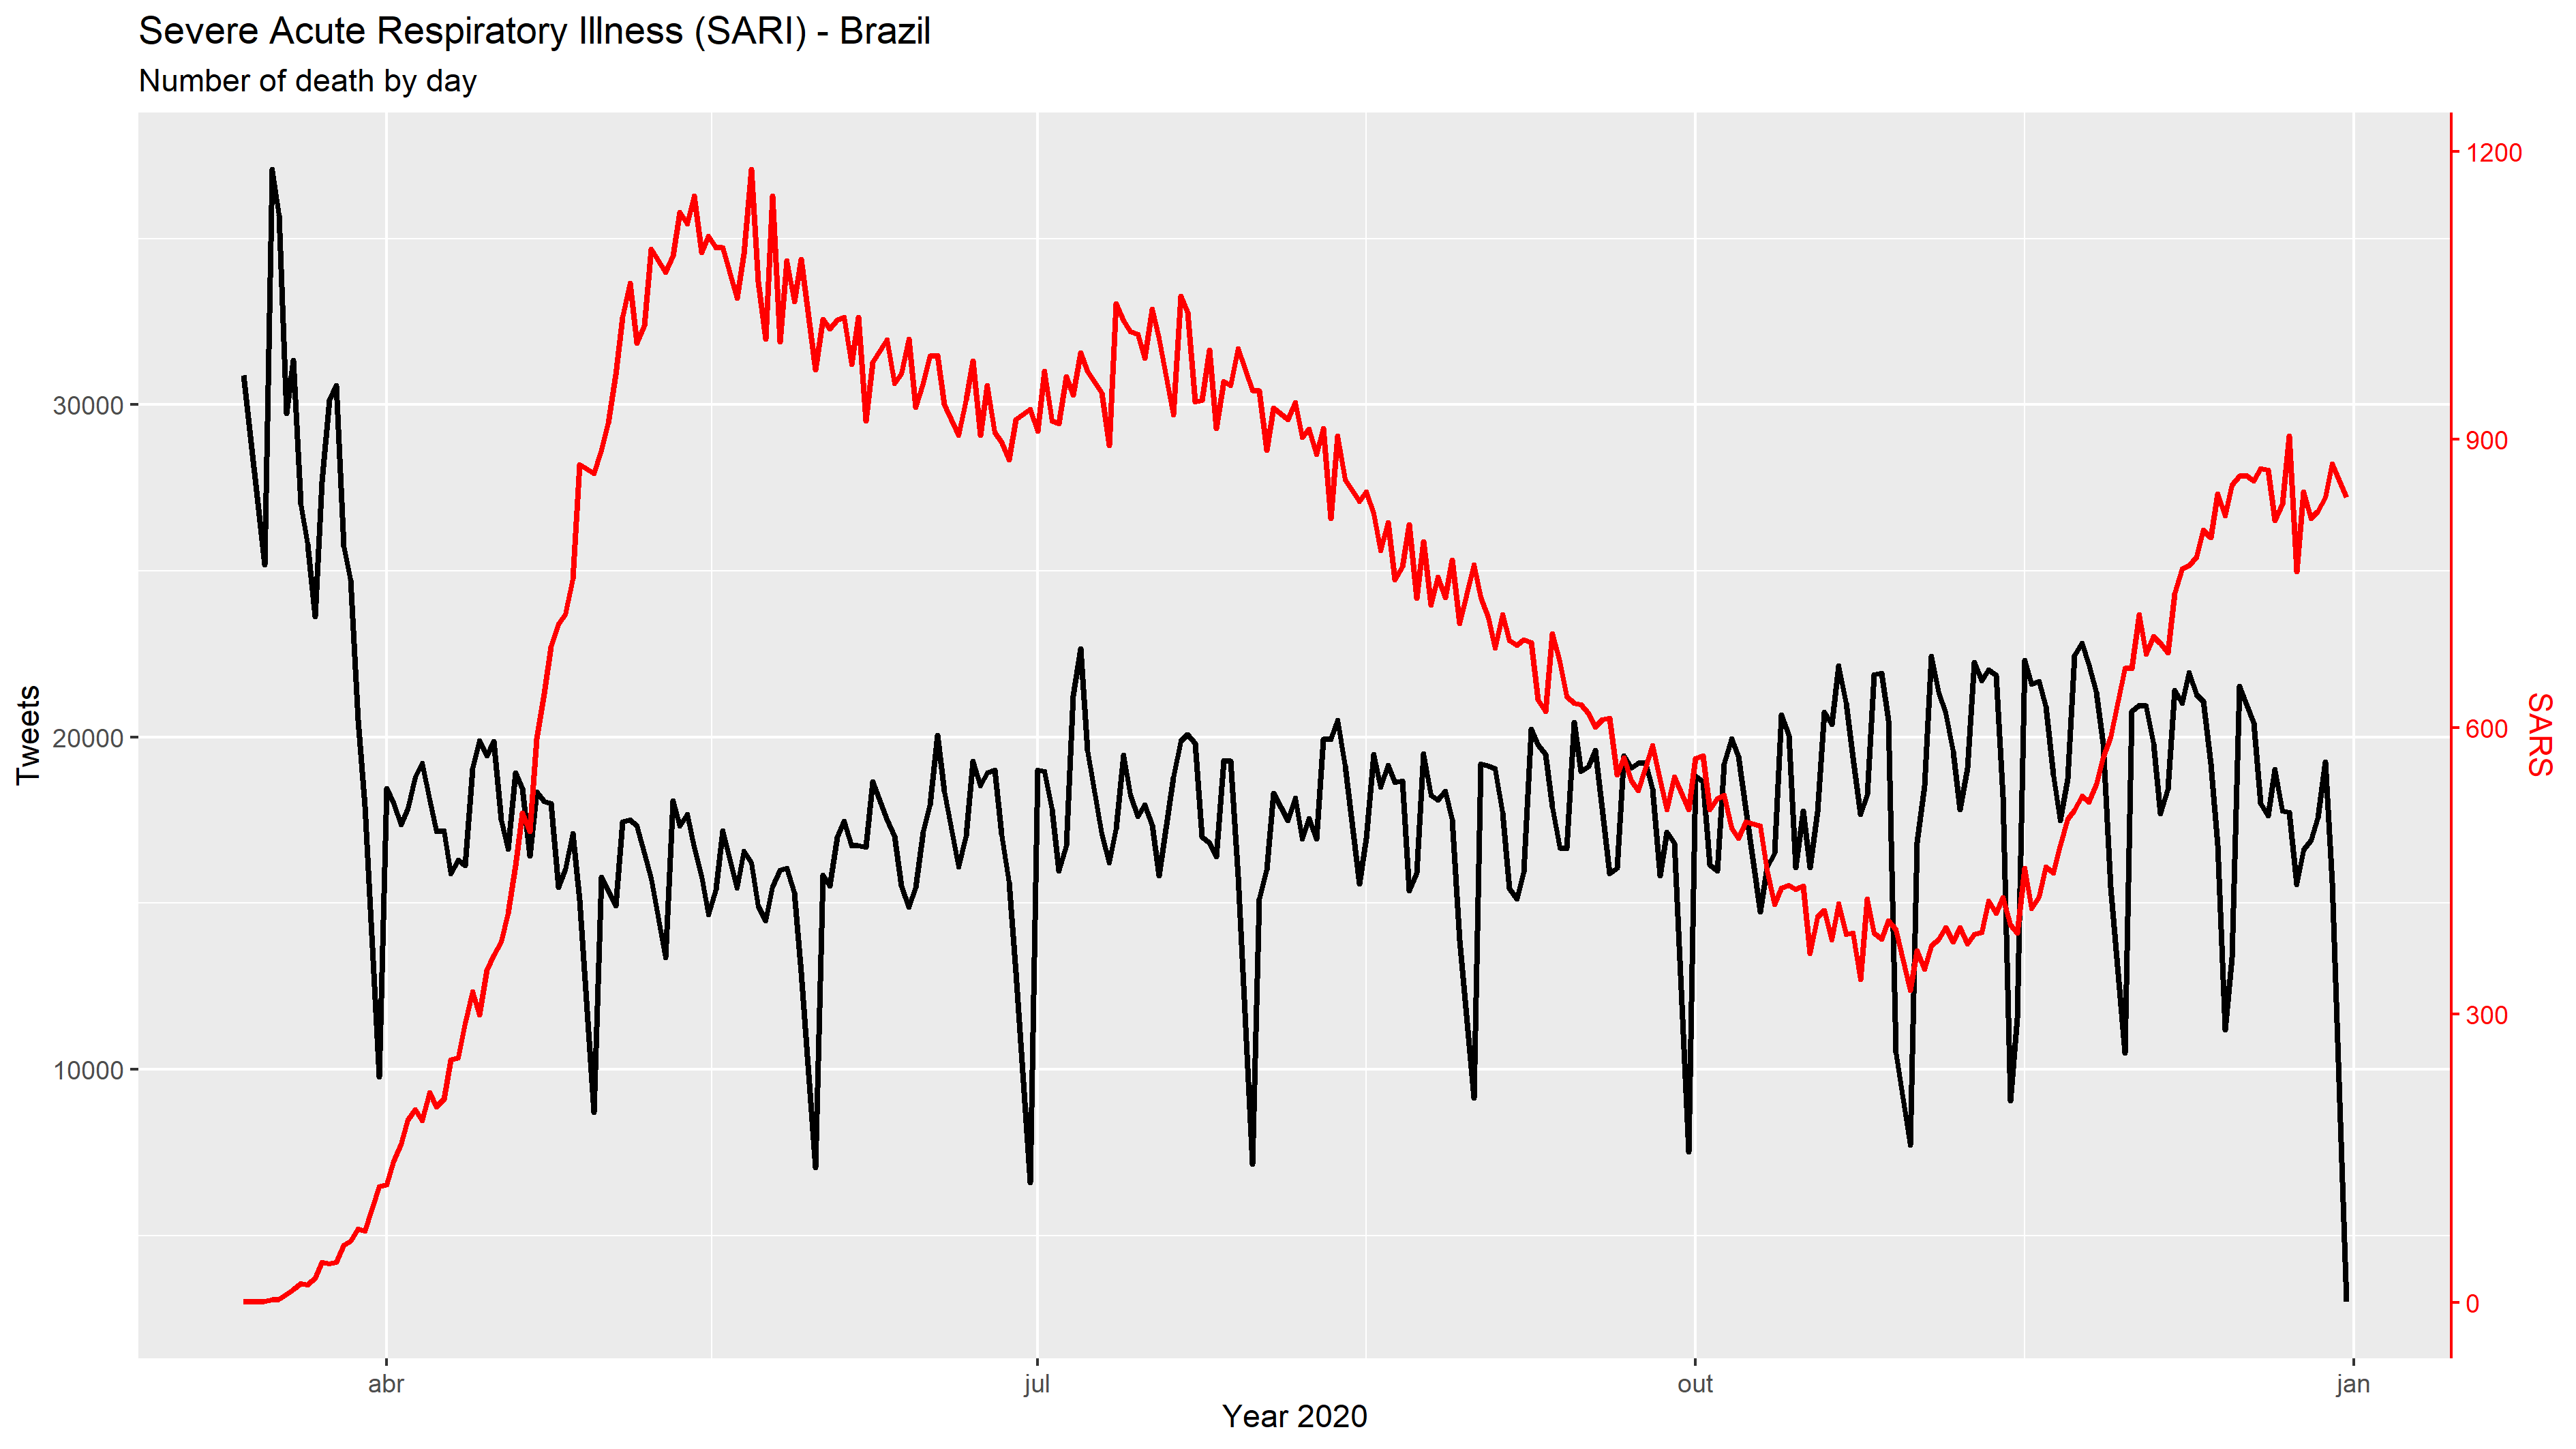 Severe Acute Respiratory Illness (SARI) - Brazil
Number of death by day
Tweets
30000
20000
10000
1200
900
600
300
0
SARS
abr
jul
out
jan
Year 2020